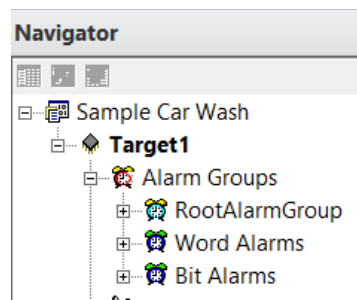 Navigator
Sample Car Wash
Target1
Alarm Groups
RootAlarmGroup
Word Alarms
Bit Alarms